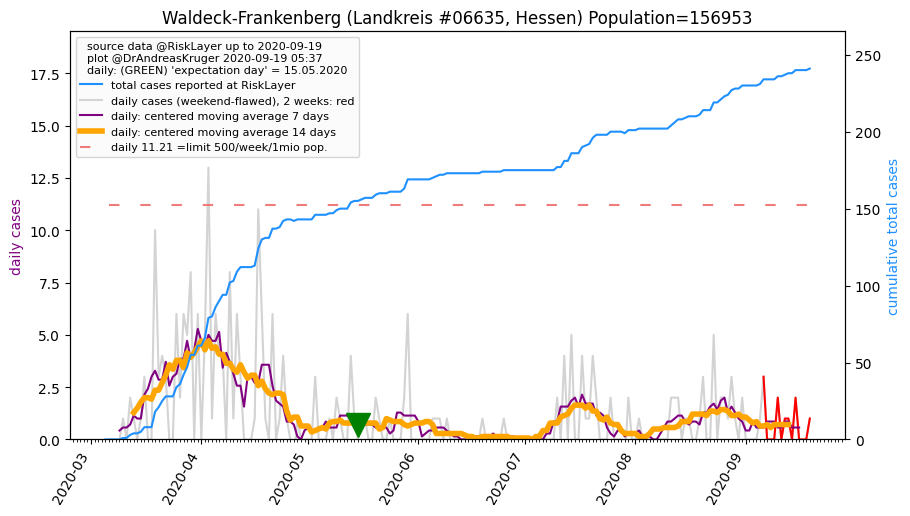 Waldeck-Frankenberg (Landkreis #06635, Hessen) Population=156953
source data @RiskLayer up to 2020-09-19
plot @DrAndreasKruger 2020-09-19 05:37
daily: (GREEN) 'expectation day' = 15.05.2020
total cases reported at RiskLayer
daily cases (weekend-flawed), 2 weeks: red
daily: centered moving average 7 days
daily: centered moving average 14 days
daily 11.21 =limit 500/week/1mio pop.
daily cases
17.5
15.0
12.5
10.0
7.5
5.0
2.5
0.0
250
200
150
100
50
0
cumulative total cases
2020-03
2020-04
2020-05
2020-06
2020-07
2020-08
2020-09